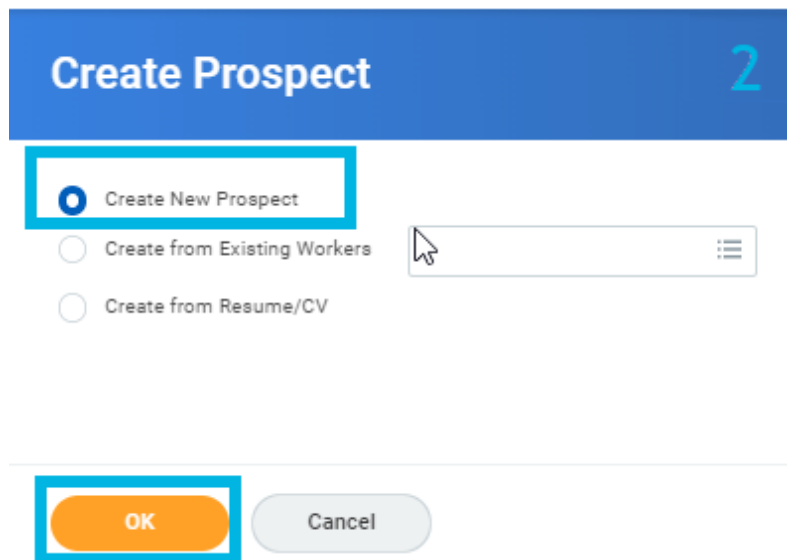 Create Prospect 2
Create New Prospect
Create from Existing Workers
Create from Resume/CV
OK Cancel